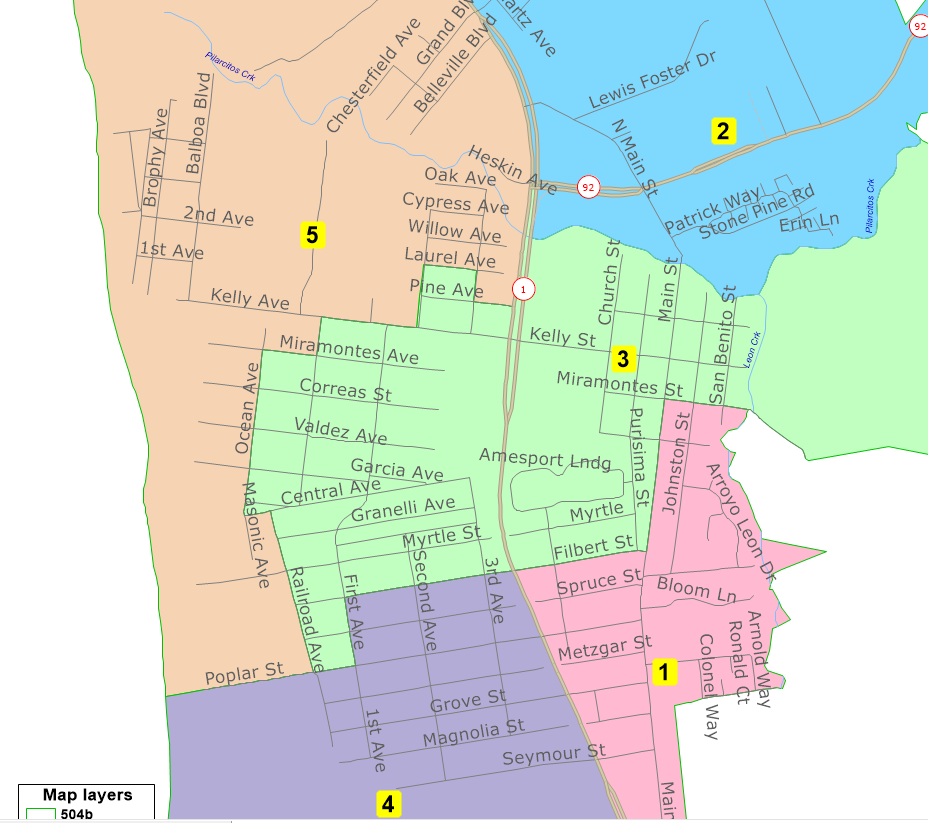 Grand Bl
artz Ave
Chesterfield Ave
Belleville Blvd
92
Pilarcitos Crk
Lewis Foster Dr
Balboa Blvd
Brophy Ave
2
N Main St
Heskin Ave
Oak Ave
92
Cypress Ave
Patrick Way
Stone Pine Rd
Erin Ln
Pilarcitos Crk
2nd Ave
5
Willow Ave
1st Ave
Laurel Ave
Church St
Main St
Pine Ave
1
Kelly Ave
San Benito St
Kelly St
Leon Crk
Miramontes Ave
3
Miramontes St
Correas St
Ocean Ave
Valdez Ave
Purisima St
Johnston St
Garcia Ave
Amesport Lndg
Central Ave
Arroyo Leon Dr
Masonic Ave
Granelli Ave
Myrtle
Myrtle St
Filbert St
Railroad Ave
First Ave
Second Ave
3rd Ave
Spruce St
Bloom Ln
Metzgar St
Colonel Way
Ronald Ct
Arnold Way
Poplar St
1
Grove St
1st Ave
Magnolia St
Seymour St
Main
4
Map layers
504b